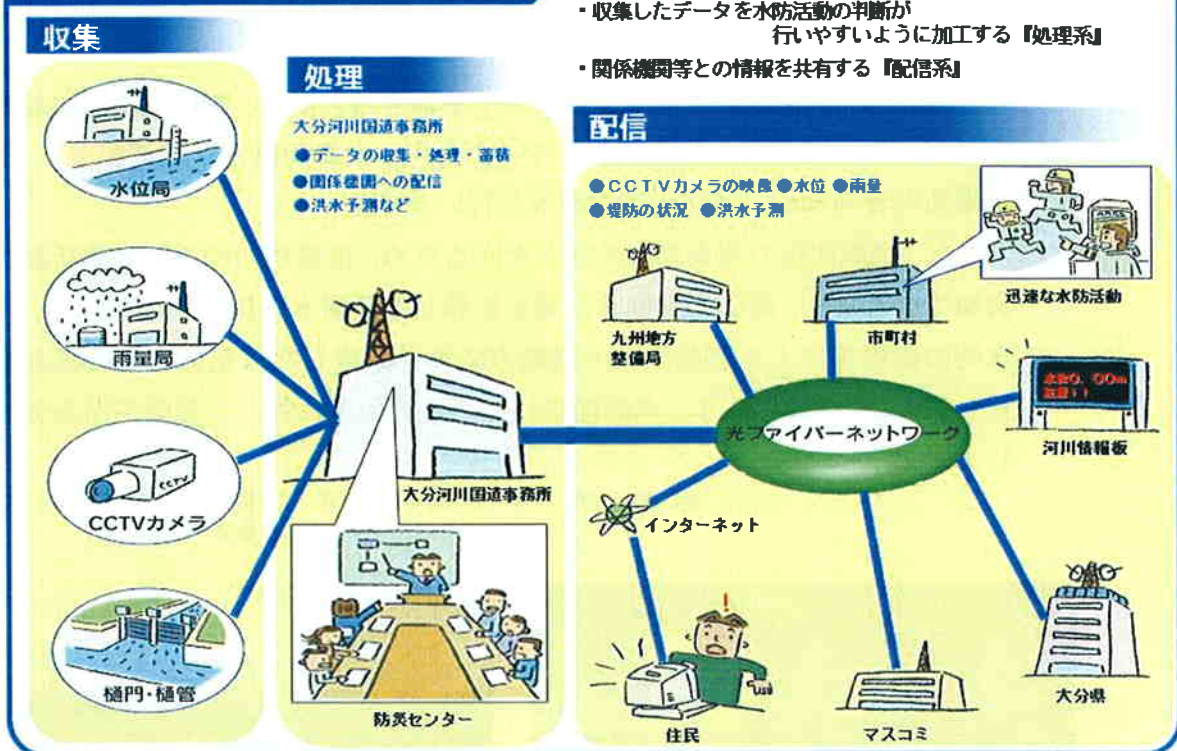 ・収集したデータを水防活動の判断が
行いやすいように加工する『処理系』
・関係機関等との情報を共有する『配信系』
収集
水位局
雨量局
CCTV
CCTVカメラ
樋門・樋管
処理
大分河川国道事務所
●データの収集・処理・蓄積
●関係機関への配信
●洪水予測など
大分河川国道事務所
防災センター
配信
●CCTVカメラの映像●水位●雨量
●堤防の状況 ●洪水予測
九州地方
整備局
市町村
迅速な水防活動
光ファイバーネットワーク
河川情報板
インターネット
住民
マスコミ
大分県